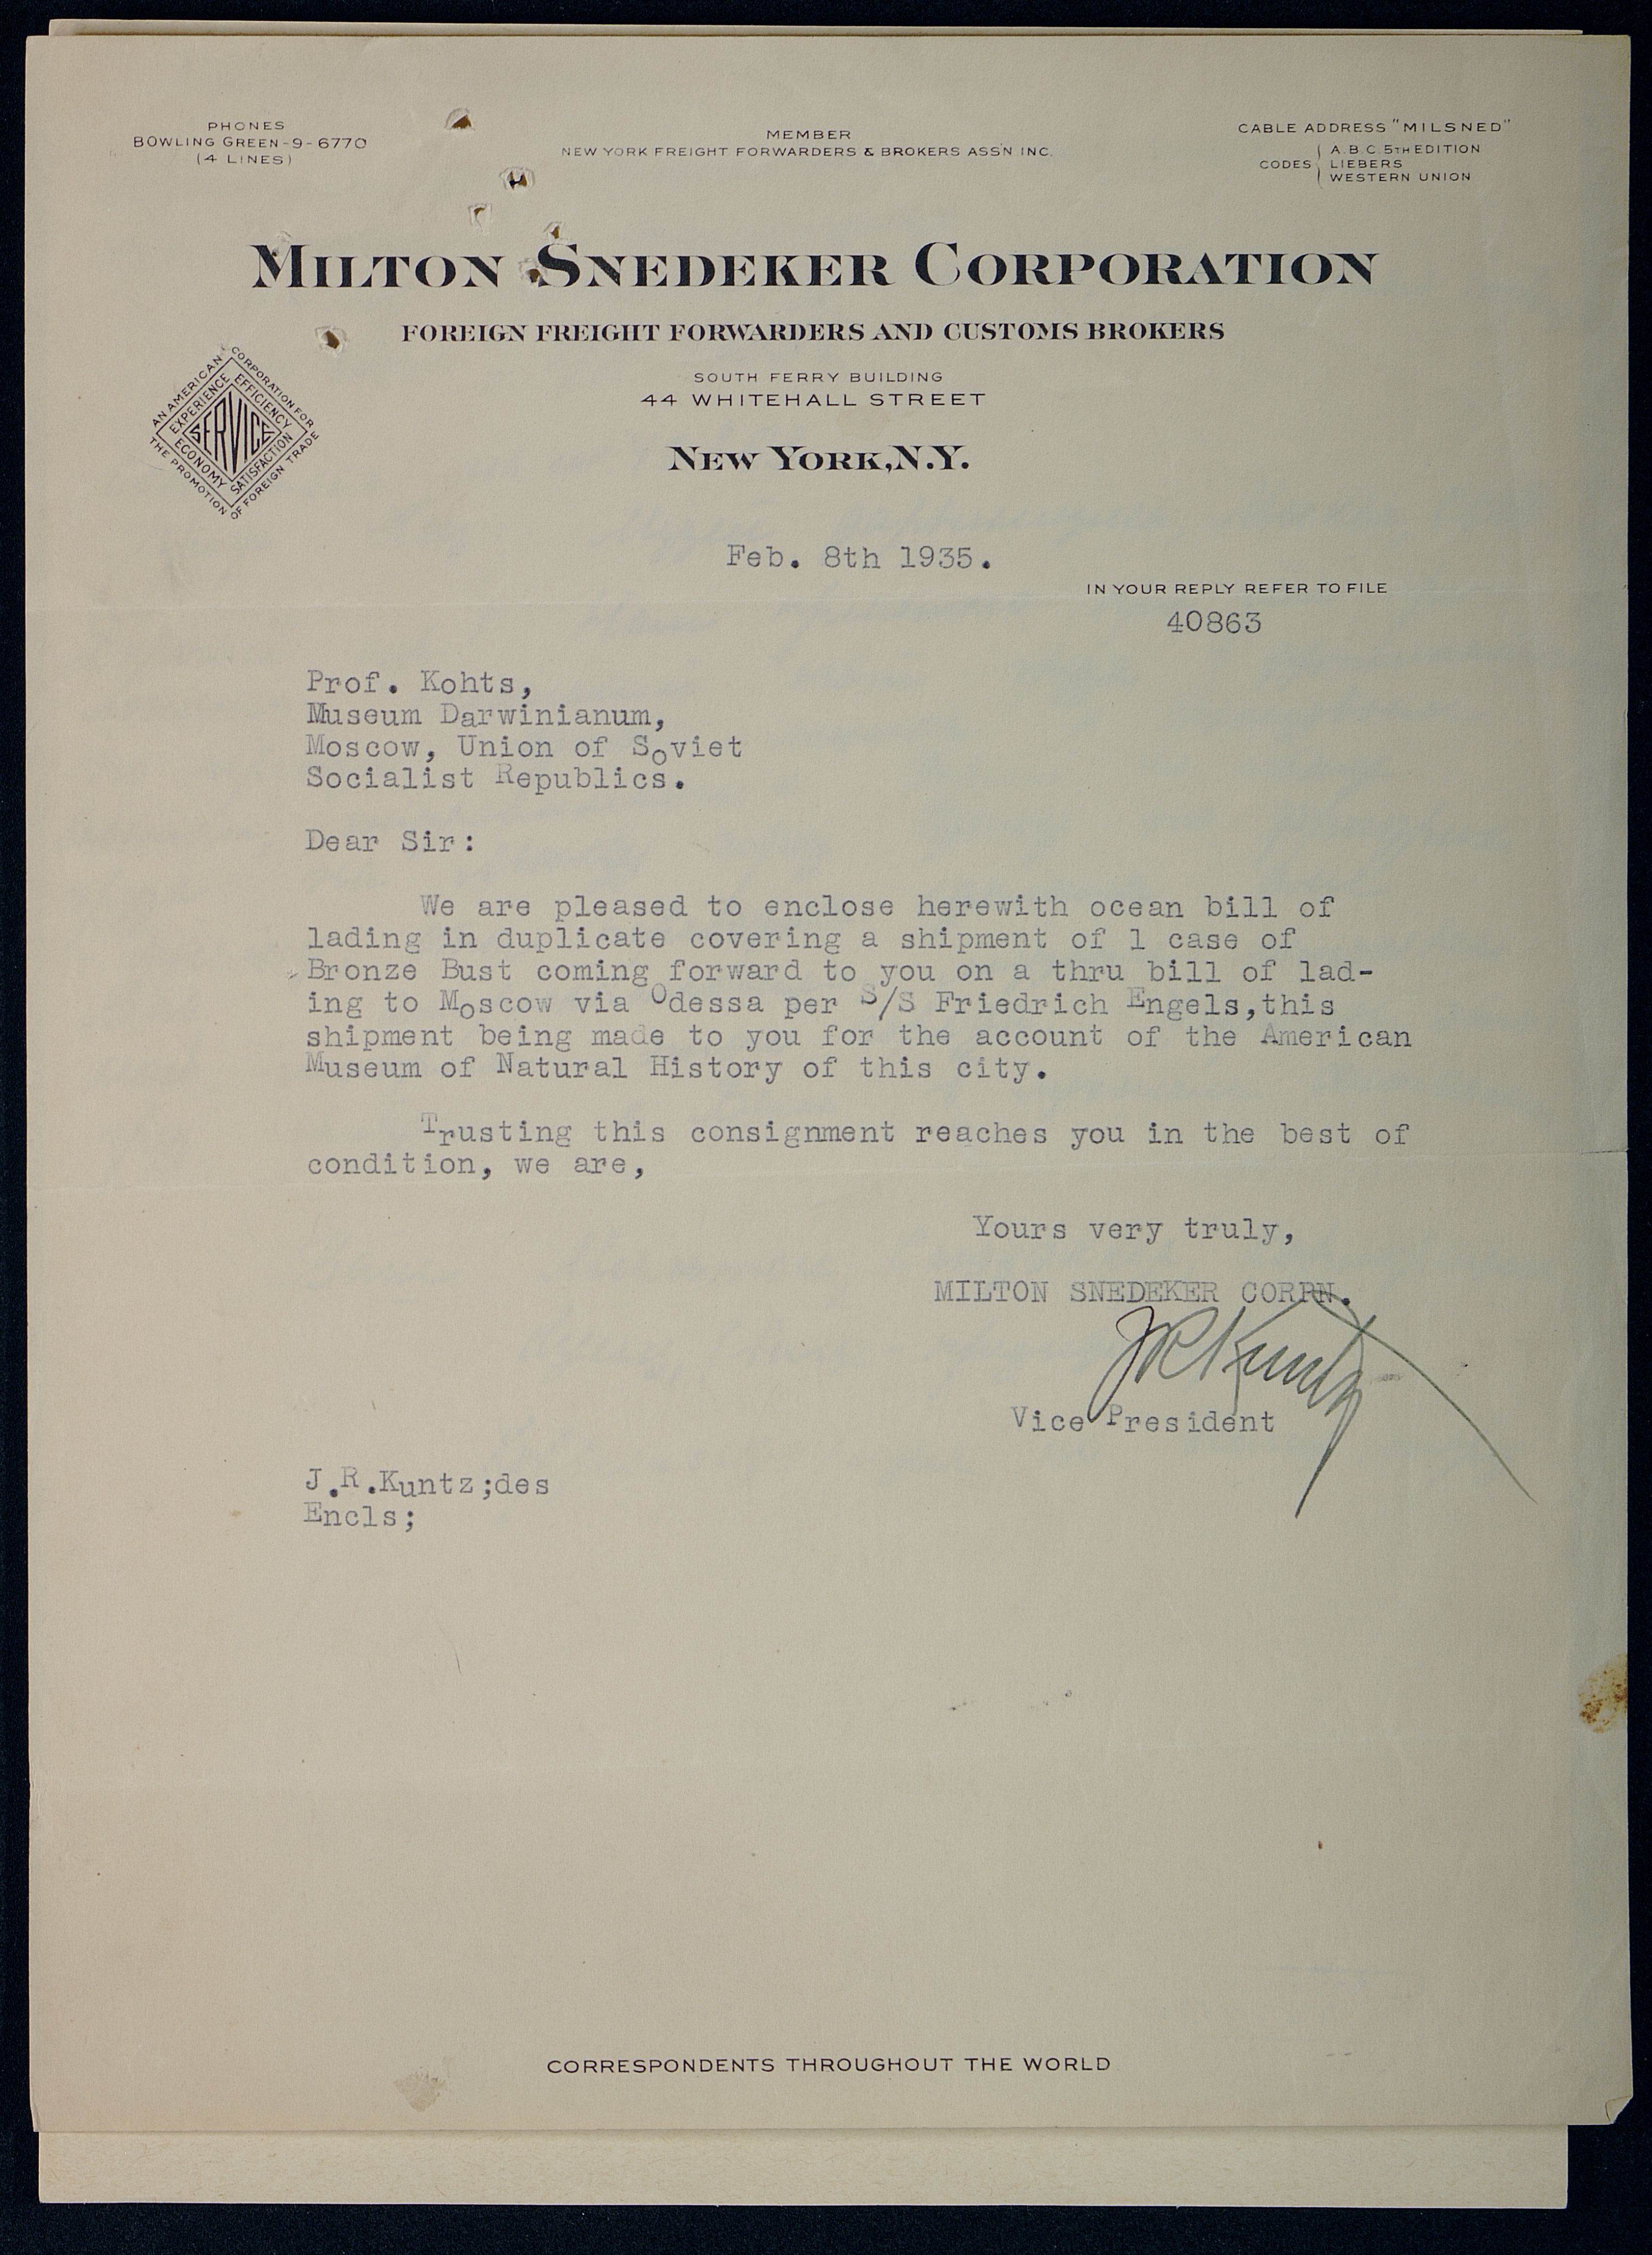 PHONES
BOWLING GREEN-9-6770
(4 LINES)
MEMBER
NEW YORK FREIGHT FORWARDERS & BROKERS ASS'N. INC.
CABLE ADDRESS "MILSNED"
CODES
A.B.C. 5TH EDITION
LIEBERS
WESTERN UNION
MILTON SNEDEKER CORPORATION
FOREIGN FREIGHT FORWARDERS AND CUSTOMS BROKERS
SOUTH FERRY BUILDING
44 WHITEHALL STREET
NEW YORK, N.Y.
AN AMERICAN CORPORATION FOR
THE PROMOTION OF FOREIGN TRADE
EXPERIENCE EFFICIENCY
SERVICE
ECONOMY SATISFACTION
Feb. 8th 1935.
IN YOUR REPLY REFER TO FILE
40863
Prof. Kohts,
Museum Darwinianum,
Moscow, Union of Soviet
Socialist Republics.
Dear Sir:
We are pleased to enclose herewith ocean bill of
lading in duplicate covering a shipment of 1 case of
Bronze Bust coming forward to you on a thru bill of lad-
ing to Moscow via Odessa per S/S Friedrich Engels,this
shipment being made to you for the account of the American
Museum of Natural History of this city.
Trusting this consignment reaches you in the best of
condition, we are,
Yours very truly,
MILTON SNEDEKER CORPN.
JRKuntz
Vice President
J.R.Kuntz;des
Encls;
CORRESPONDENTS THROUGHOUT THE WORLD